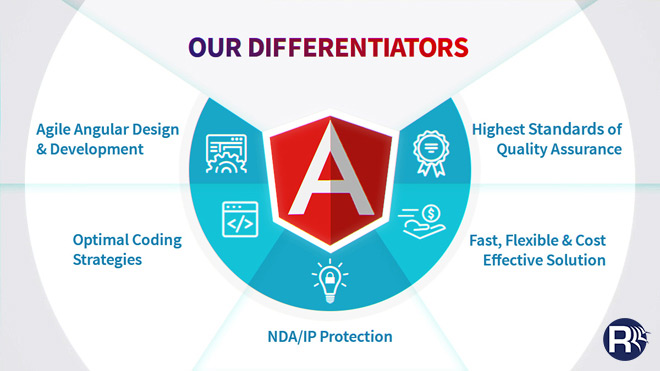 OUR DIFFERENTIATORS
Agile Angular Design
& Development
Highest Standards of
Quality Assurance
A
</>
Optimal Coding
Strategies
$
Fast, Flexible & Cost
Effective Solution
NDA/IP Protection
R